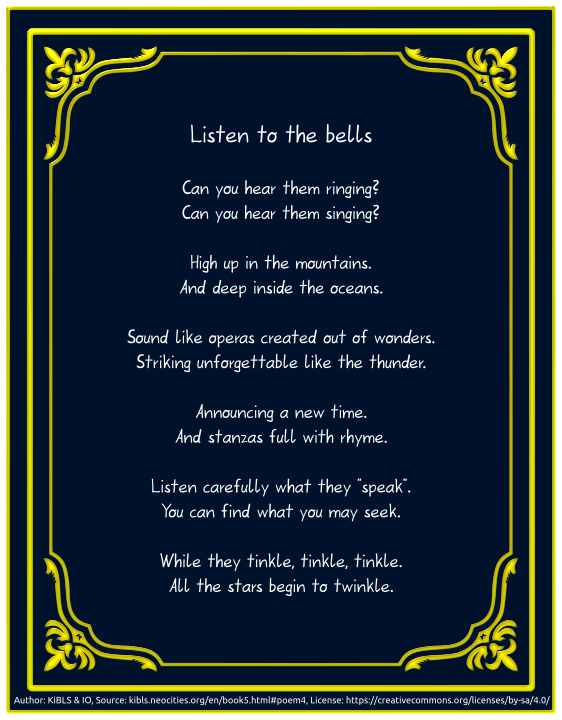 Listen to the bells
Can you hear them ringing?
Can you hear them singing?
High up in the mountains.
And deep inside the oceans.
Sound like operas created out of wonders.
Striking unforgettable like the thunder.
Announcing a new time.
And stanzas full with rhyme.
Listen carefully what they "speak".
You can find what you may seek.
While they tinkle, tinkle, tinkle.
All the stars begin to twinkle.
Author: KiBLS & IO, Source: kibls.neocities.org/en/book5.html#poem4, License: https://creativecommons.org/licenses/by-sa/4.0/